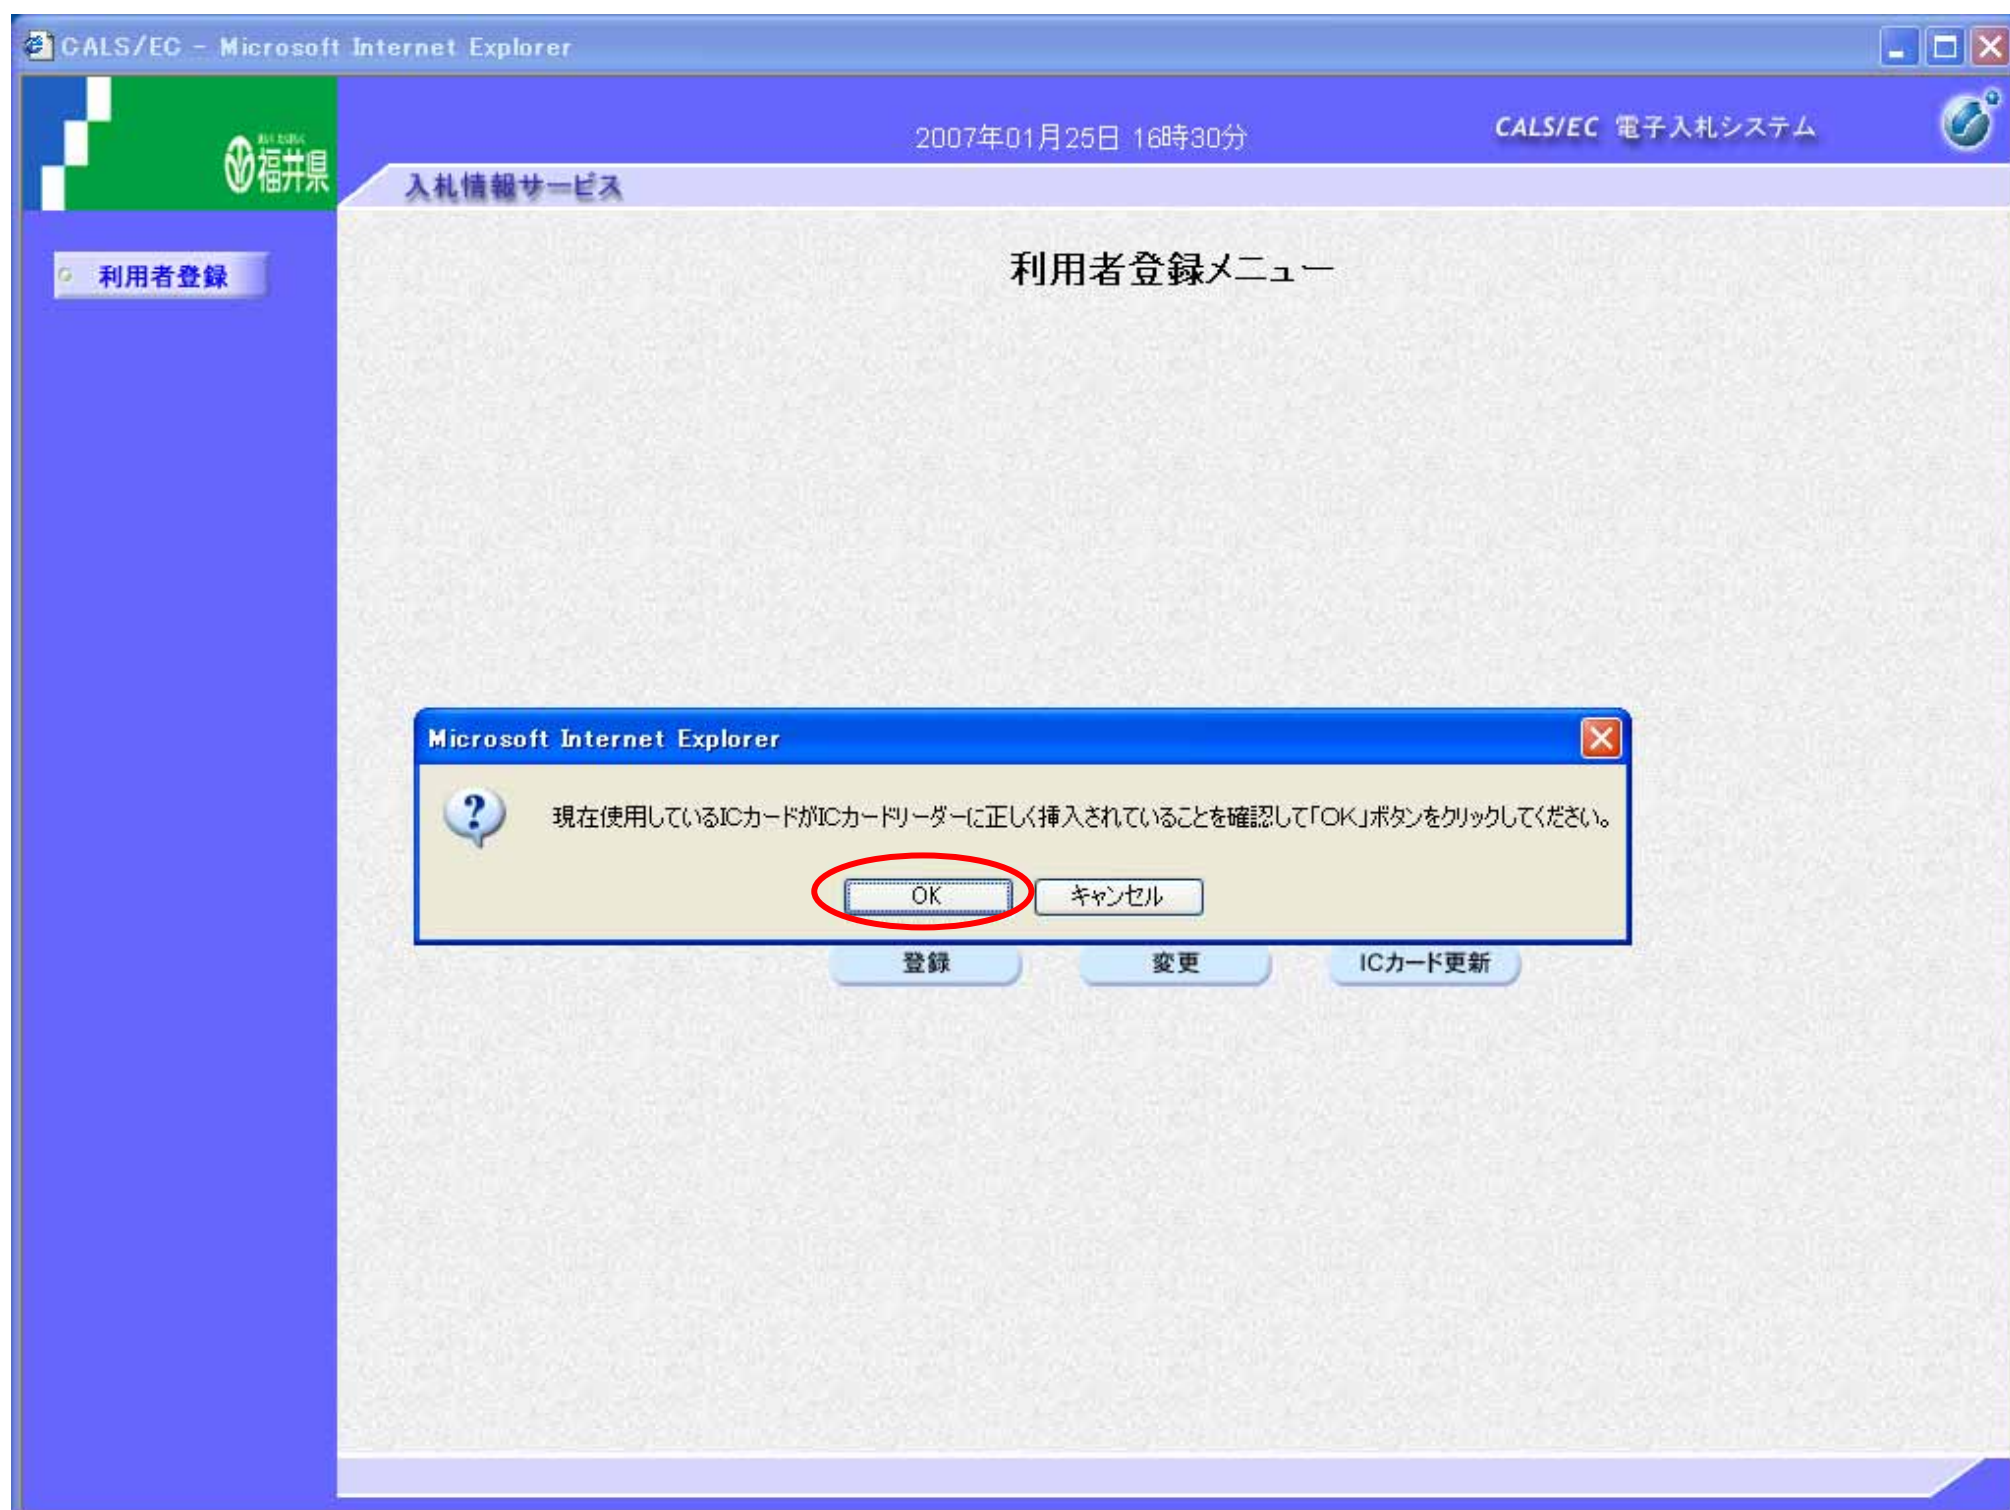 CALS/EC - Microsoft Internet Explorer
福井県
2007年01月25日 16時30分
CALS/EC 電子入札システム
入札情報サービス
利用者登録
利用者登録メニュー
Microsoft Internet Explorer
現在使用しているICカードがICカードリーダーに正しく挿入されていることを確認して「OK」ボタンをクリックしてください。
OK
キャンセル
登録
変更
ICカード更新